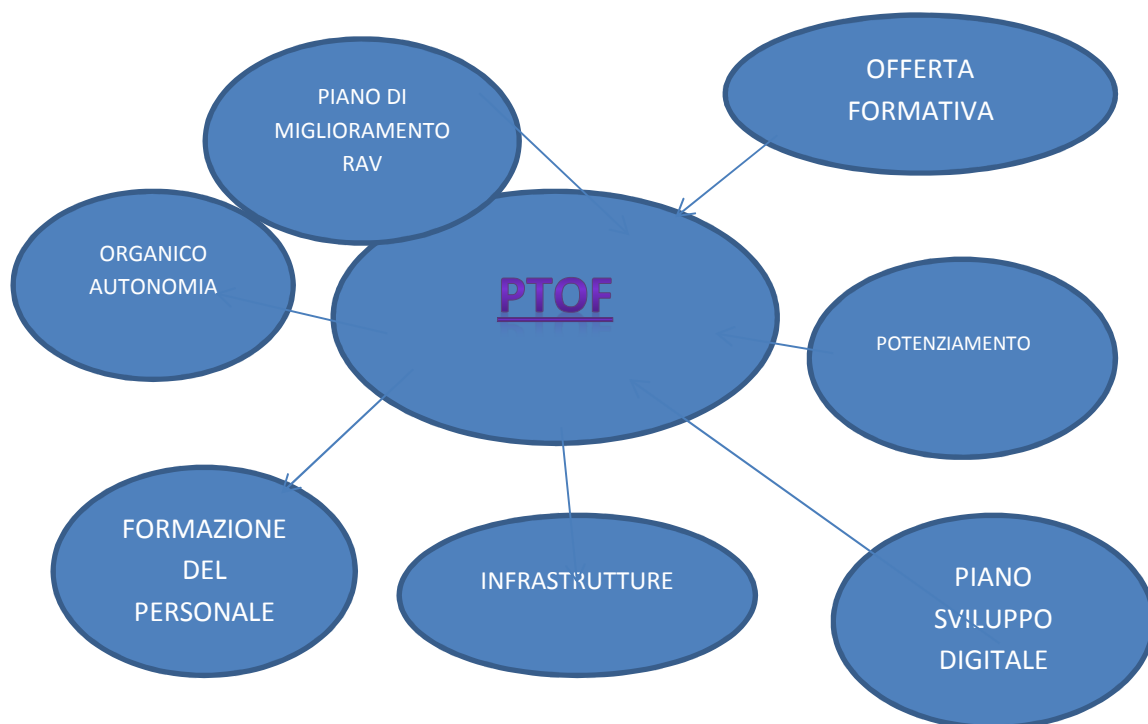 PIANO DI
MIGLIORAMENTO
RAV
OFFERTA
FORMATIVA
ORGANICO
AUTONOMIA
PTOF
POTENZIAMENTO
FORMAZIONE
DEL
PERSONALE
INFRASTRUTTURE
PIANO
SVILUPPO
DIGITALE